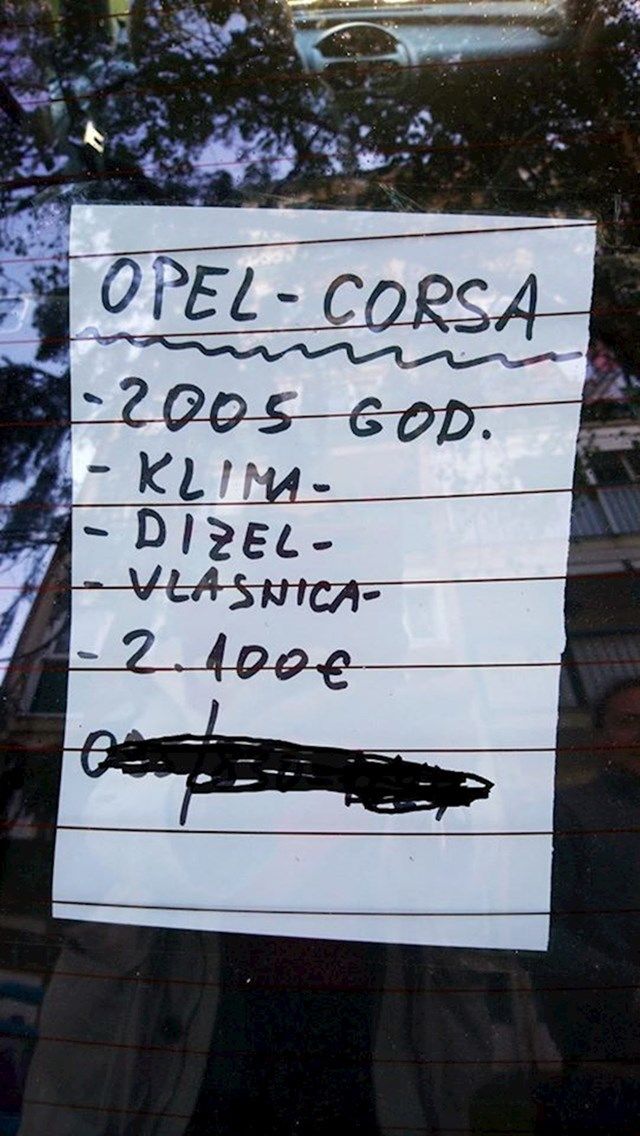 OPEL - CORSA
- 2005 GOD.
- KLIMA -
- DIZEL -
- VLASNICA -
- 2.100€